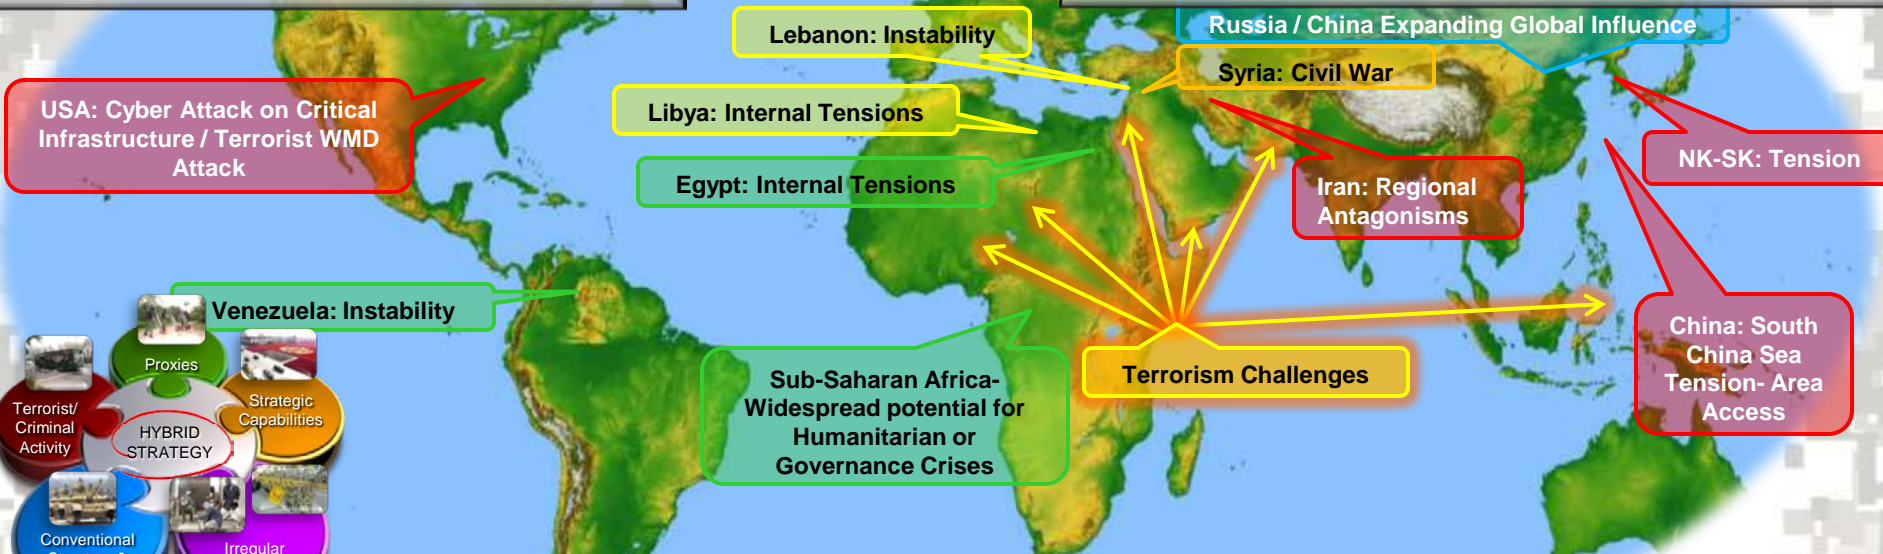 Russia / China Expanding Global Influence
Lebanon: Instability
Syria: Civil War
USA: Cyber Attack on Critical
Infrastructure / Terrorist WMD
Attack
Libya: Internal Tensions
NK-SK: Tension
Egypt: Internal Tensions
Iran: Regional
Antagonisms
Venezuela: Instability
China: South
China Sea
Tension- Area
Access
Terrorism Challenges
Sub-Saharan Africa-
Widespread potential for
Humanitarian or
Governance Crises
Proxies
Strategic
Capabilities
Terrorist/
Criminal
Activity
HYBRID
STRATEGY
Conventional
Irregular